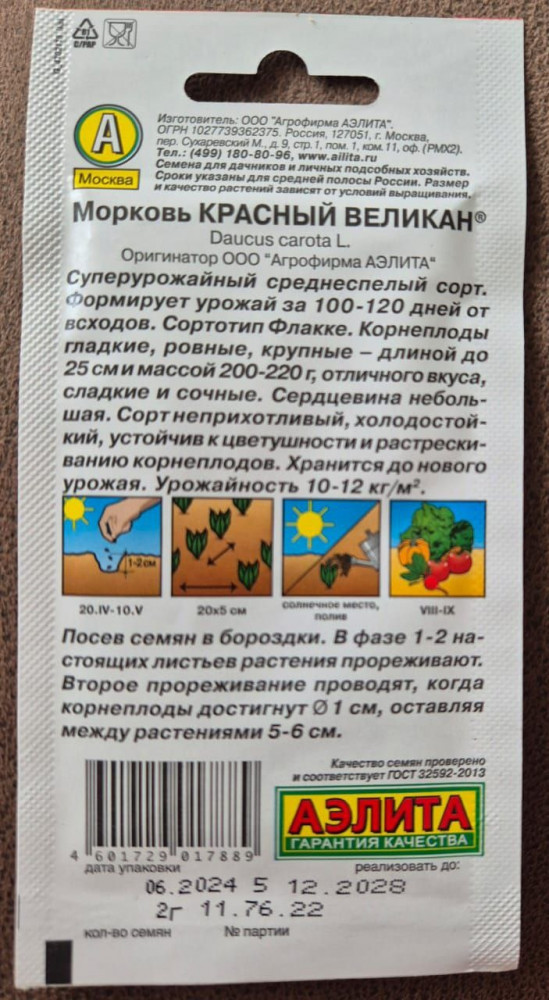 C/PAP
Изготовитель: ООО "Агрофирма АЭЛИТА".
ОГРН 1027739362375. Россия, 127051, г. Москва,
пер. Сухаревский М., д. 9, стр.1, пом. 1, ком.11, оф. (РМХ2).
Тел.: (499) 180-80-96, www.ailita.ru
Семена для дачников и личных подсобных хозяйств.
Сроки указаны для средней полосы России. Размер
и качество растений зависят от условий выращивания.
А
Москва
Морковь КРАСНЫЙ ВЕЛИКАН®
Daucus carota L.
Оригинатор ООО "Агрофирма АЭЛИТА"
Суперурожайный среднеспелый сорт.
Формирует урожай за 100-120 дней от
всходов. Сортотип Флакке. Корнеплоды
гладкие, ровные, крупные – длиной до
25 см и массой 200-220 г, отличного вкуса,
сладкие и сочные. Сердцевина неболь-
шая. Сорт неприхотливый, холодостой-
кий, устойчив к цветушности и растрески-
ванию корнеплодов. Хранится до нового
урожая. Урожайность 10-12 кг/м².
1-2 см
20.IV-10.V
20х5 см
солнечное место,
полив
VIII-IX
Посев семян в бороздки. В фазе 1-2 на-
стоящих листьев растения прореживают.
Второе прореживание проводят, когда
корнеплоды достигнут Ø 1 см, оставляя
между растениями 5-6 см.
Качество семян проверено
и соответствует ГОСТ 32592-2013
АЭЛИТА
ГАРАНТИЯ КАЧЕСТВА
4 601729 017889
дата упаковки
реализовать до:
06.2024 5 12.2028
2г 11.76.22
кол-во семян
№ партии